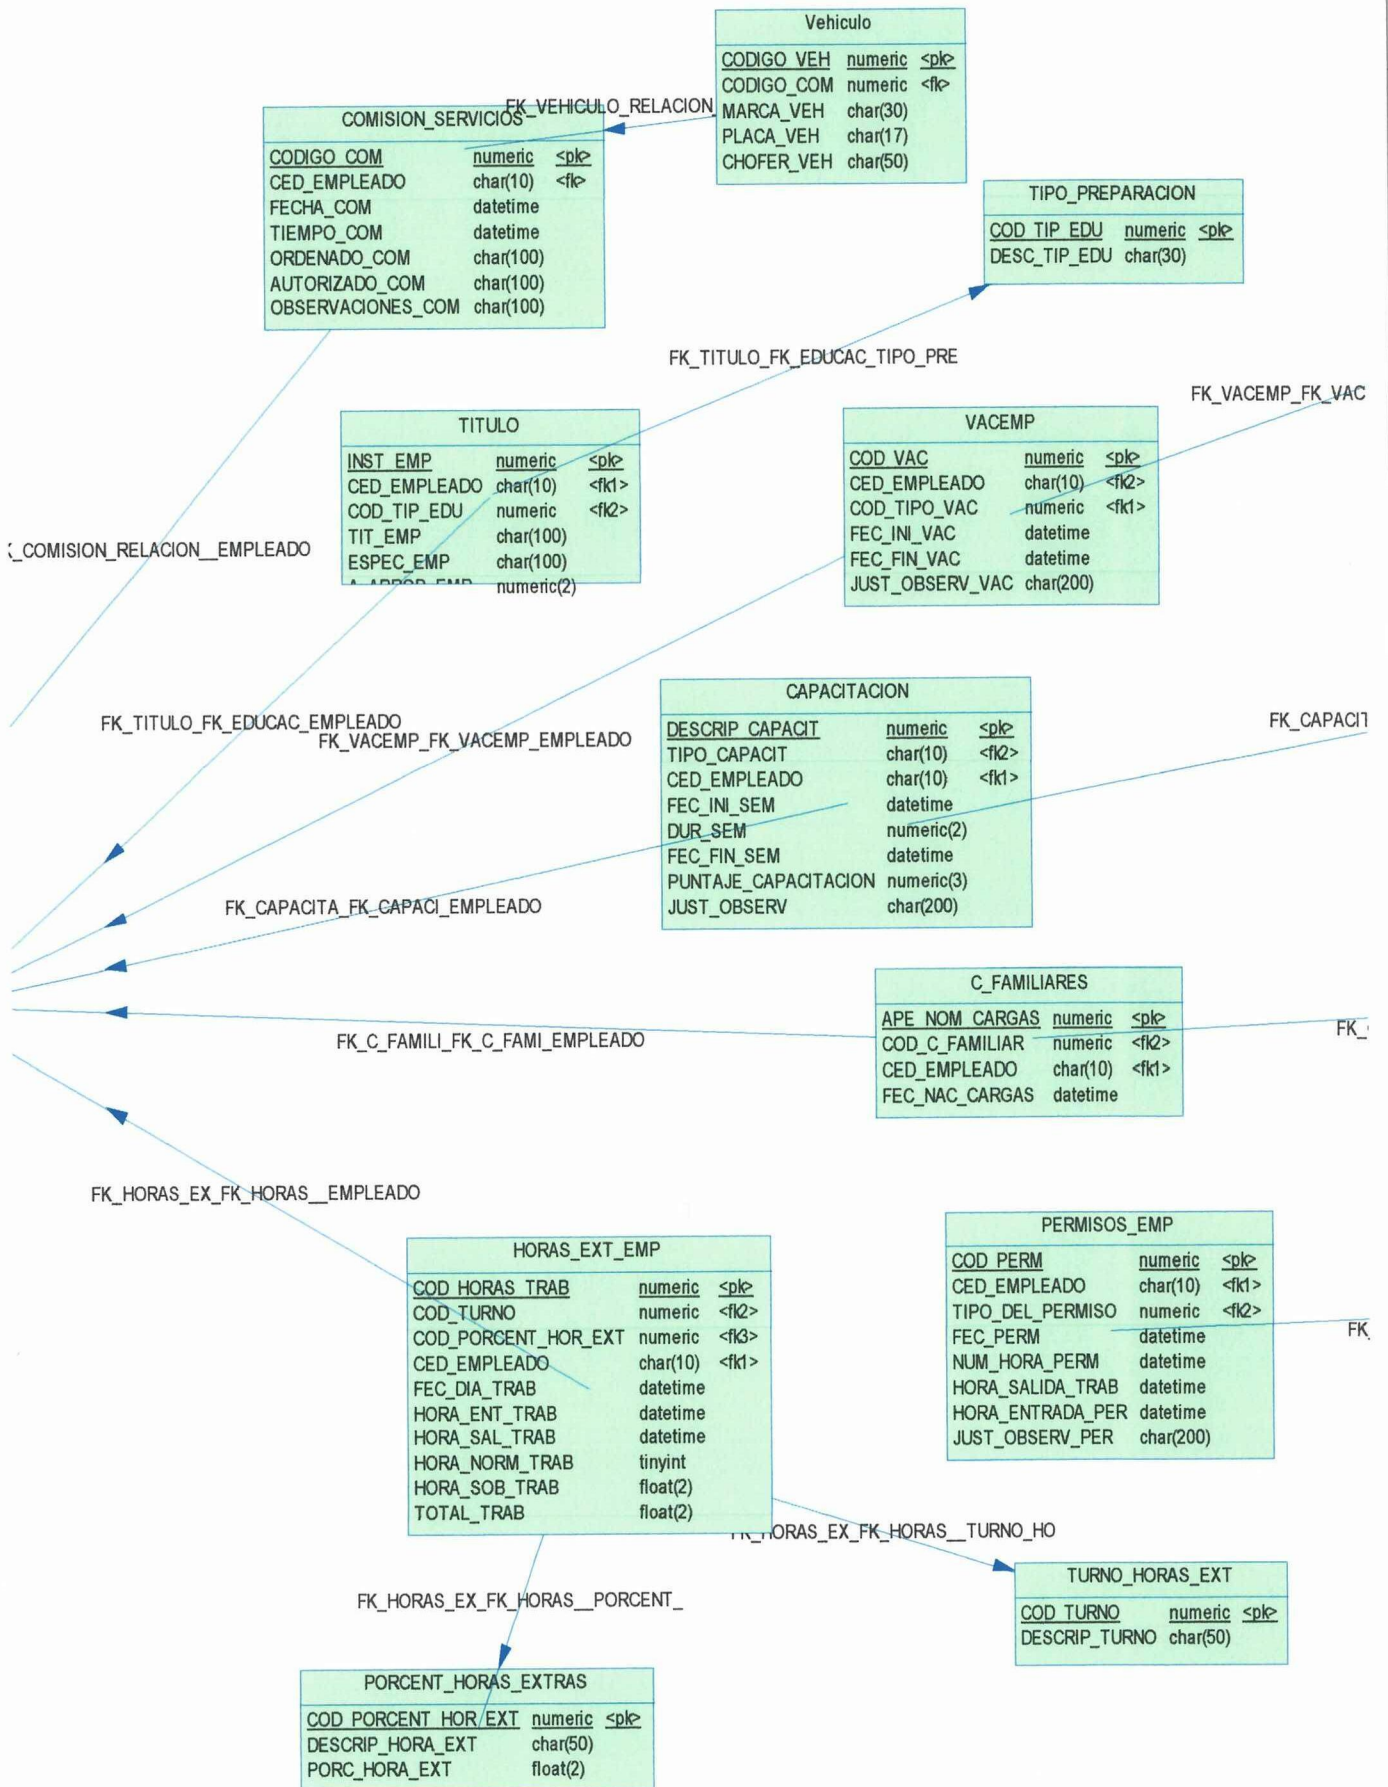 Vehiculo
CODIGO_VEH numeric <pk>
CODIGO_COM numeric <fk>
MARCA_VEH char(30)
PLACA_VEH char(17)
CHOFER_VEH char(50)
FK_VEHICULO_RELACION_
COMISION_SERVICIOS
CODIGO_COM numeric <pk>
CED_EMPLEADO char(10) <fk>
FECHA_COM datetime
TIEMPO_COM datetime
ORDENADO_COM char(100)
AUTORIZADO_COM char(100)
OBSERVACIONES_COM char(100)
TIPO_PREPARACION
COD_TIP_EDU numeric <pk>
DESC_TIP_EDU char(30)
FK_TITULO_FK_EDUCAC_TIPO_PRE
FK_VACEMP_FK_VAC
TITULO
INST_EMP numeric <pk>
CED_EMPLEADO char(10) <fk1>
COD_TIP_EDU numeric <fk2>
TIT_EMP char(100)
ESPEC_EMP char(100)
numeric(2)
VACEMP
COD_VAC numeric <pk>
CED_EMPLEADO char(10) <fk2>
COD_TIPO_VAC numeric <fk1>
FEC_INI_VAC datetime
FEC_FIN_VAC datetime
JUST_OBSERV_VAC char(200)
_COMISION_RELACION__EMPLEADO
FK_TITULO_FK_EDUCAC_EMPLEADO
FK_VACEMP_FK_VACEMP_EMPLEADO
CAPACITACION
DESCRIP_CAPACIT numeric <pk>
TIPO_CAPACIT char(10) <fk2>
CED_EMPLEADO char(10) <fk1>
FEC_INI_SEM datetime
DUR_SEM numeric(2)
FEC_FIN_SEM datetime
PUNTAJE_CAPACITACION numeric(3)
JUST_OBSERV char(200)
FK_CAPACIT
FK_CAPACITA_FK_CAPACI_EMPLEADO
C_FAMILIARES
APE_NOM_CARGAS numeric <pk>
COD_C_FAMILIAR numeric <fk2>
CED_EMPLEADO char(10) <fk1>
FEC_NAC_CARGAS datetime
FK_
FK_C_FAMILI_FK_C_FAMI_EMPLEADO
FK_HORAS_EX_FK_HORAS__EMPLEADO
HORAS_EXT_EMP
COD_HORAS_TRAB numeric <pk>
COD_TURNO numeric <fk2>
COD_PORCENT_HOR_EXT numeric <fk3>
CED_EMPLEADO char(10) <fk1>
FEC_DIA_TRAB datetime
HORA_ENT_TRAB datetime
HORA_SAL_TRAB datetime
HORA_NORM_TRAB tinyint
HORA_SOB_TRAB float(2)
TOTAL_TRAB float(2)
PERMISOS_EMP
COD_PERM numeric <pk>
CED_EMPLEADO char(10) <fk1>
TIPO_DEL_PERMISO numeric <fk2>
FEC_PERM datetime
NUM_HORA_PERM datetime
HORA_SALIDA_TRAB datetime
HORA_ENTRADA_PER datetime
JUST_OBSERV_PER char(200)
FK_
FK_HORAS_EX_FK_HORAS__TURNO_HO
TURNO_HORAS_EXT
COD_TURNO numeric <pk>
DESCRIP_TURNO char(50)
FK_HORAS_EX_FK_HORAS__PORCENT_
PORCENT_HORAS_EXTRAS
COD_PORCENT_HOR_EXT numeric <pk>
DESCRIP_HORA_EXT char(50)
PORC_HORA_EXT float(2)